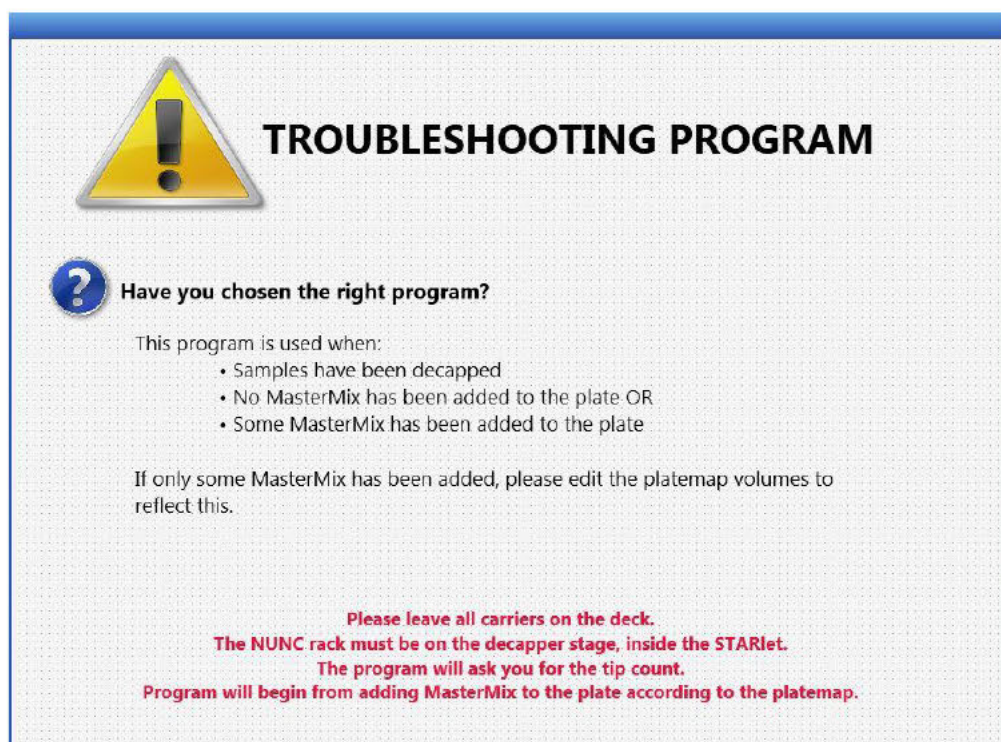 TROUBLESHOOTING PROGRAM
Have you chosen the right program?
This program is used when:
• Samples have been decapped
• No MasterMix has been added to the plate OR
• Some MasterMix has been added to the plate
If only some MasterMix has been added, please edit the platemap volumes to
reflect this.
Please leave all carriers on the deck.
The NUNC rack must be on the decapper stage, inside the STARlet.
The program will ask you for the tip count.
Program will begin from adding MasterMix to the plate according to the platemap.